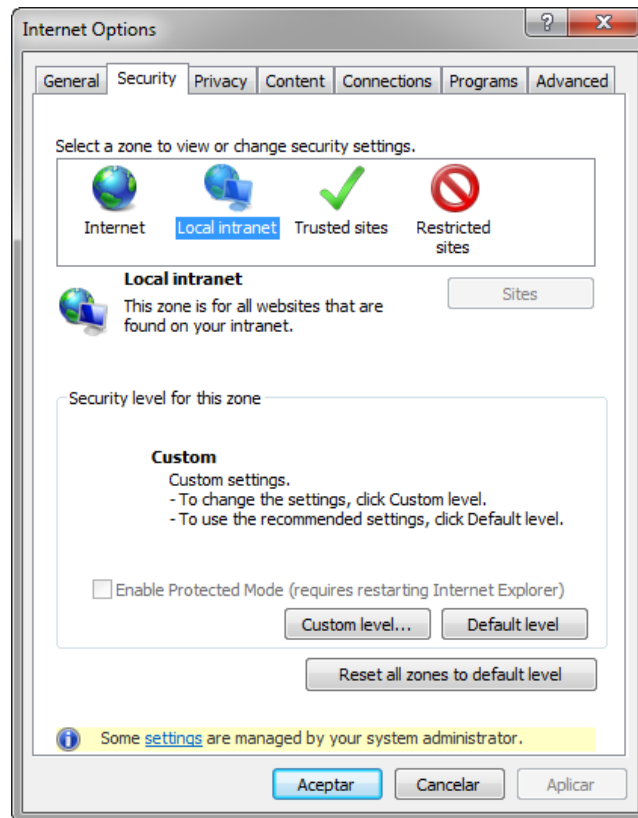 Internet Options
General Security Privacy Content Connections Programs Advanced
Select a zone to view or change security settings.
Internet Local intranet Trusted sites Restricted
sites
Local intranet
This zone is for all websites that are
found on your intranet.
Sites
Security level for this zone
Custom
Custom settings.
- To change the settings, click Custom level.
- To use the recommended settings, click Default level.
Enable Protected Mode (requires restarting Internet Explorer)
Custom level... Default level
Reset all zones to default level
Some settings are managed by your system administrator.
Aceptar Cancelar Aplicar